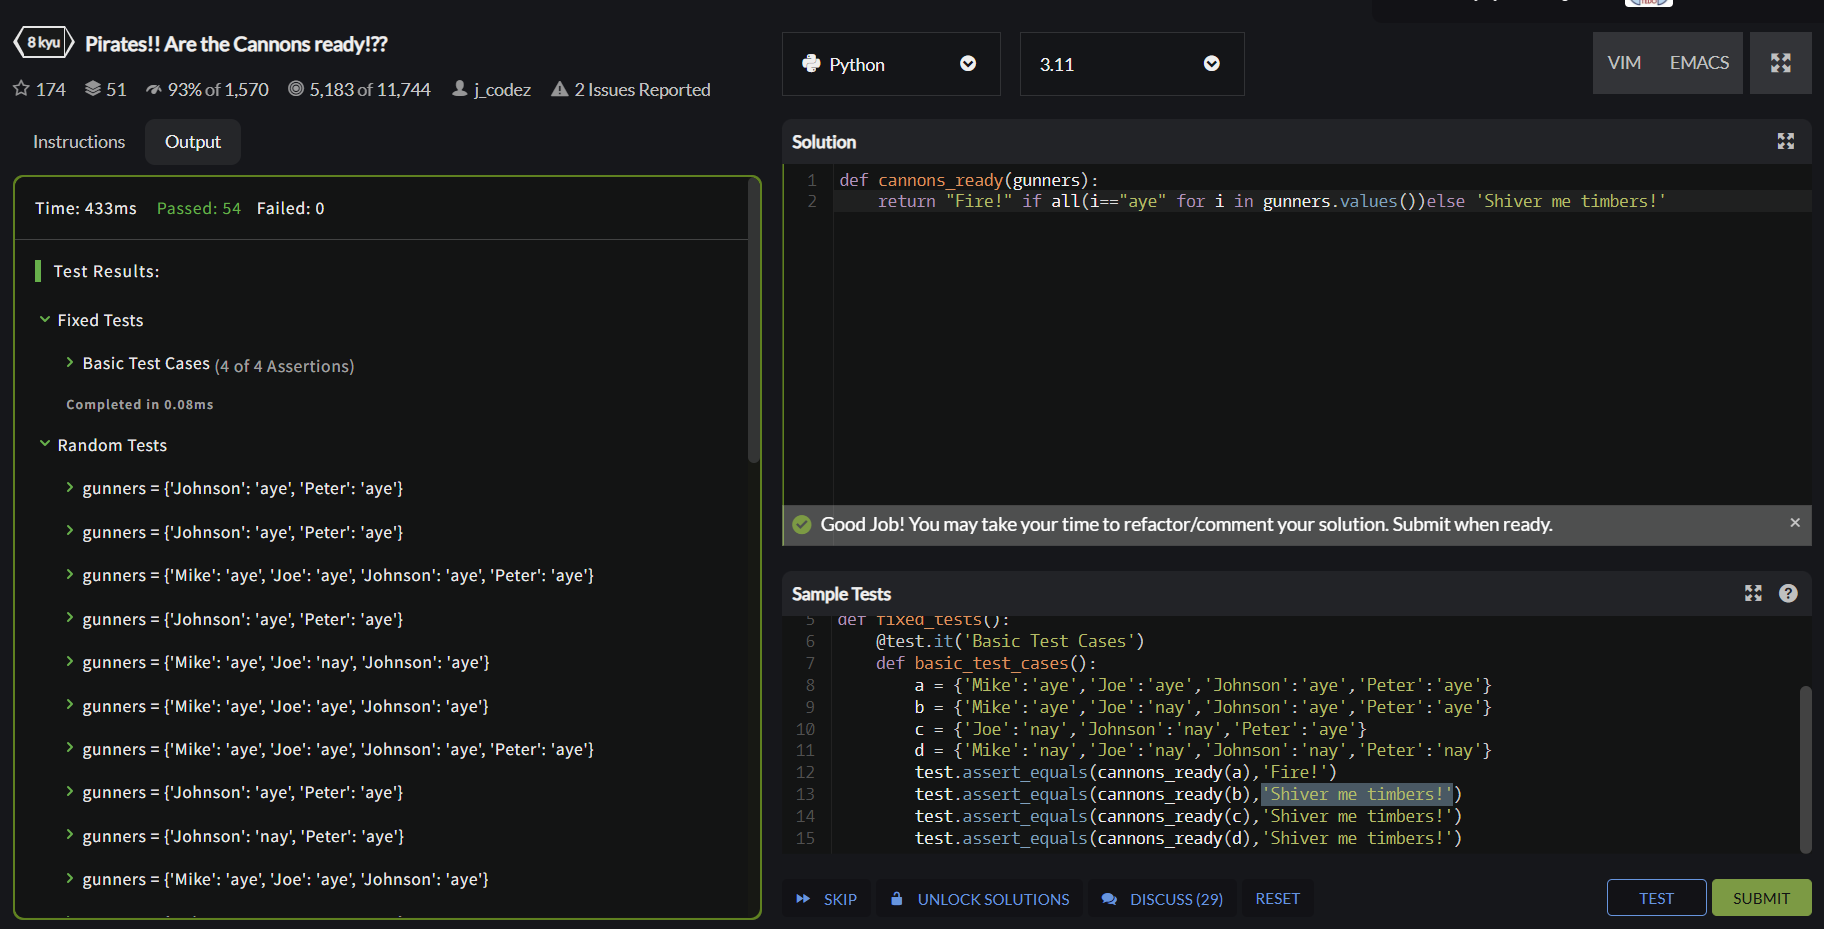 8 kyu
Pirates!! Are the Cannons ready!??
174 51 93% of 1,570 5,183 of 11,744 j_codez 2 Issues Reported
Instructions Output
Time: 433ms Passed: 54 Failed: 0
Test Results:
Fixed Tests
Basic Test Cases (4 of 4 Assertions)
Completed in 0.08ms
Random Tests
gunners = {'Johnson': 'aye', 'Peter': 'aye'}
gunners = {'Johnson': 'aye', 'Peter': 'aye'}
gunners = {'Mike': 'aye', 'Joe': 'aye', 'Johnson': 'aye', 'Peter': 'aye'}
gunners = {'Johnson': 'aye', 'Peter': 'aye'}
gunners = {'Mike': 'aye', 'Joe': 'nay', 'Johnson': 'aye'}
gunners = {'Mike': 'aye', 'Joe': 'aye', 'Johnson': 'aye'}
gunners = {'Mike': 'aye', 'Joe': 'aye', 'Johnson': 'aye', 'Peter': 'aye'}
gunners = {'Johnson': 'aye', 'Peter': 'aye'}
gunners = {'Johnson': 'nay', 'Peter': 'aye'}
gunners = {'Mike': 'aye', 'Joe': 'aye', 'Johnson': 'aye'}
Python 3.11 VIM EMACS
Solution
1 def cannons_ready(gunners):
2 return "Fire!" if all(i=="aye" for i in gunners.values())else 'Shiver me timbers!'
Good Job! You may take your time to refactor/comment your solution. Submit when ready.
Sample Tests
5 def fixed_tests():
6 @test.it('Basic Test Cases')
7 def basic_test_cases():
8 a = {'Mike':'aye','Joe':'aye','Johnson':'aye','Peter':'aye'}
9 b = {'Mike':'aye','Joe':'nay','Johnson':'aye','Peter':'aye'}
10 c = {'Joe':'nay','Johnson':'nay','Peter':'aye'}
11 d = {'Mike':'nay','Joe':'nay','Johnson':'nay','Peter':'nay'}
12 test.assert_equals(cannons_ready(a),'Fire!')
13 test.assert_equals(cannons_ready(b),'Shiver me timbers!')
14 test.assert_equals(cannons_ready(c),'Shiver me timbers!')
15 test.assert_equals(cannons_ready(d),'Shiver me timbers!')
SKIP UNLOCK SOLUTIONS DISCUSS (29) RESET TEST SUBMIT